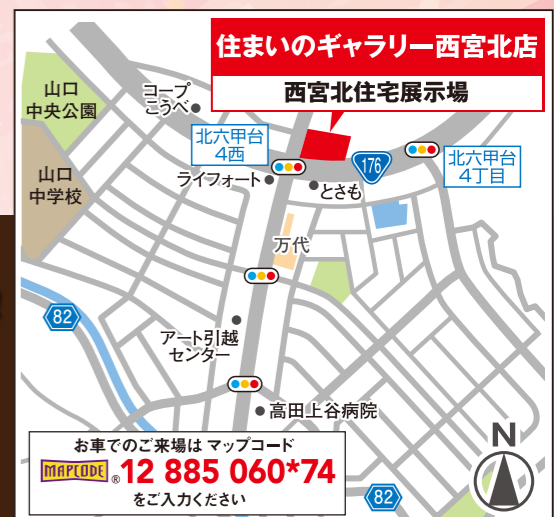 住まいのギャラリー西宮北店
西宮北住宅展示場
山口
中央公園
コープ
こうべ
北六甲台
4西
176
北六甲台
4丁目
山口
中学校
ライフォート
とさも
万代
82
アート引越
センター
高田上谷病院
N
お車でのご来場は マップコード
MAPCODE ® 12 885 060*74
をご入力ください
82